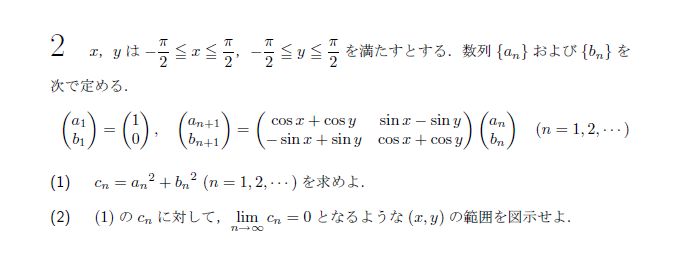 2 x, y は $-\dfrac{\pi}{2} \leqq x \leqq \dfrac{\pi}{2}$, $-\dfrac{\pi}{2} \leqq y \leqq \dfrac{\pi}{2}$ を満たすとする. 数列 $\{a_n\}$ および $\{b_n\}$ を
次で定める.
$\begin{pmatrix} a_1 \\ b_1 \end{pmatrix} = \begin{pmatrix} 1 \\ 0 \end{pmatrix}$, $\begin{pmatrix} a_{n+1} \\ b_{n+1} \end{pmatrix} = \begin{pmatrix} \cos x + \cos y & \sin x - \sin y \\ -\sin x + \sin y & \cos x + \cos y \end{pmatrix} \begin{pmatrix} a_n \\ b_n \end{pmatrix}$ $(n = 1, 2, \cdots)$
(1) $c_n = a_n{}^2 + b_n{}^2$ $(n = 1, 2, \cdots)$ を求めよ.
(2) (1) の $c_n$ に対して, $\displaystyle\lim_{n \to \infty} c_n = 0$ となるような $(x, y)$ の範囲を図示せよ.